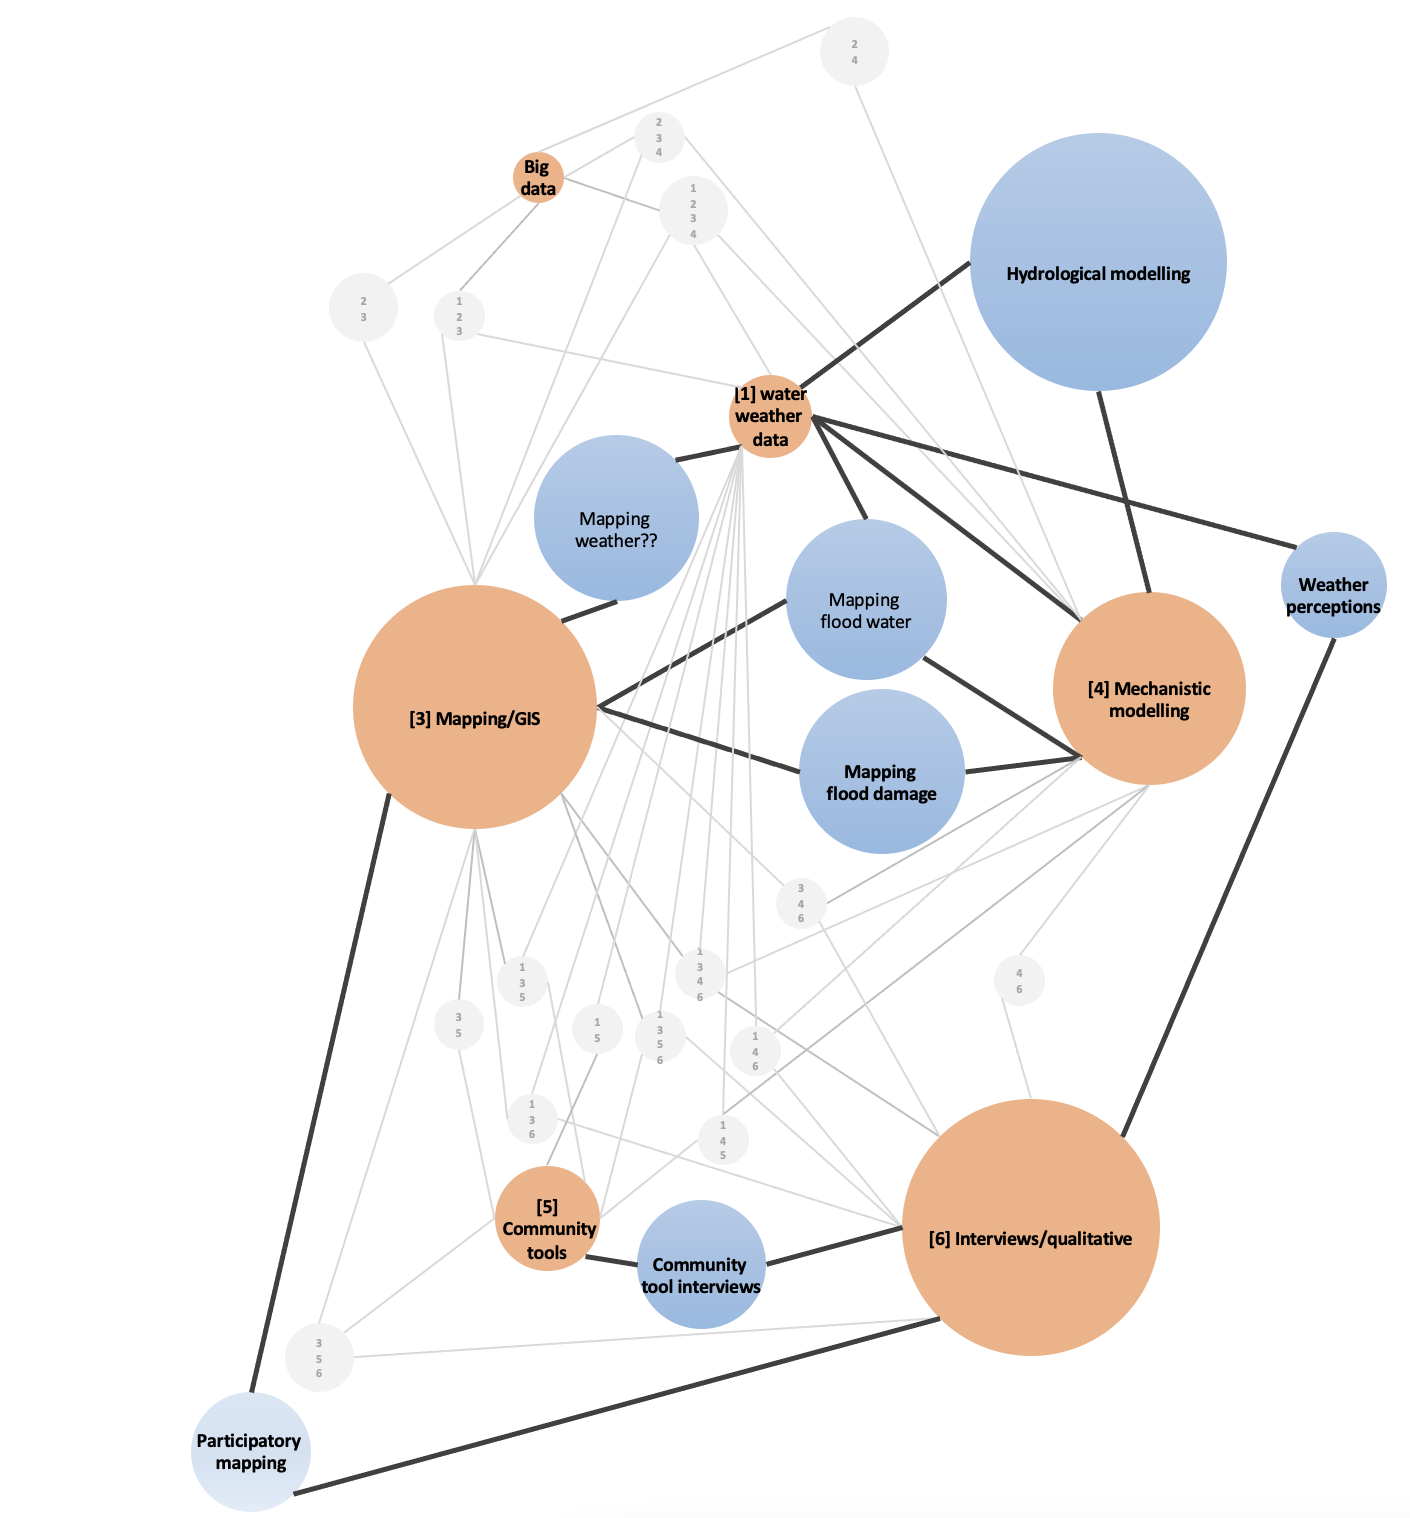 2
4
2
3
4
Big
data
1
2
3
4
Hydrological modelling
2
3
1
2
3
[1] water
weather
data
Mapping
weather??
Mapping
flood water
Weather
perceptions
[3] Mapping/GIS
[4] Mechanistic
modelling
Mapping
flood damage
3
4
6
1
3
4
6
1
3
5
4
6
3
5
1
5
1
3
5
6
1
4
6
1
3
6
1
4
5
[5]
Community
tools
Community
tool interviews
[6] Interviews/qualitative
3
5
6
Participatory
mapping